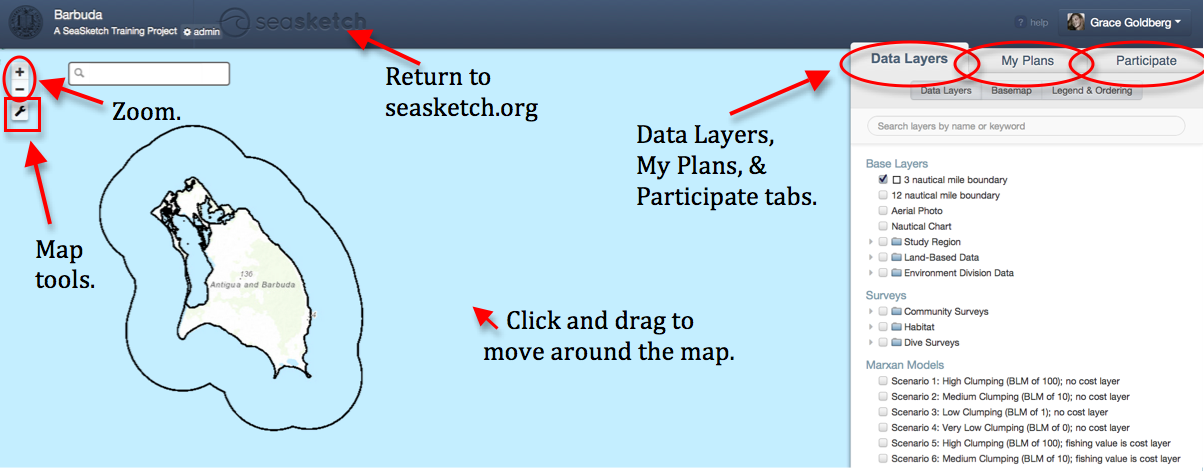 Barbuda
A SeaSketch Training Project admin
seasketch
? help
Grace Goldberg
Data Layers
My Plans
Participate
Data Layers
Basemap
Legend & Ordering
Search layers by name or keyword
+
−
Zoom.
Return to
seasketch.org
Data Layers,
My Plans, &
Participate tabs.
Map
tools.
136
Antigua and Barbuda
Click and drag to
move around the map.
Base Layers
3 nautical mile boundary
12 nautical mile boundary
Aerial Photo
Nautical Chart
Study Region
Land-Based Data
Environment Division Data
Surveys
Community Surveys
Habitat
Dive Surveys
Marxan Models
Scenario 1: High Clumping (BLM of 100); no cost layer
Scenario 2: Medium Clumping (BLM of 10); no cost layer
Scenario 3: Low Clumping (BLM of 1); no cost layer
Scenario 4: Very Low Clumping (BLM of 0); no cost layer
Scenario 5: High Clumping (BLM of 100); fishing value is cost layer
Scenario 6: Medium Clumping (BLM of 10); fishing value is cost layer